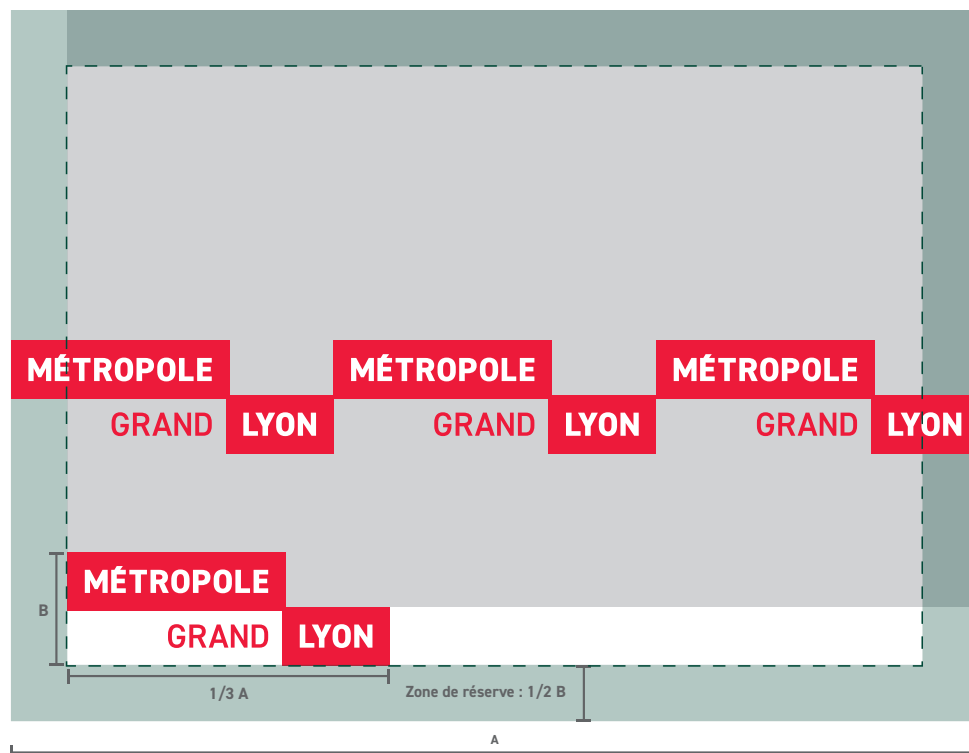 MÉTROPOLE MÉTROPOLE MÉTROPOLE
GRAND LYON GRAND LYON GRAND LYON
MÉTROPOLE
B
GRAND LYON
1/3 A
Zone de réserve : 1/2 B
A